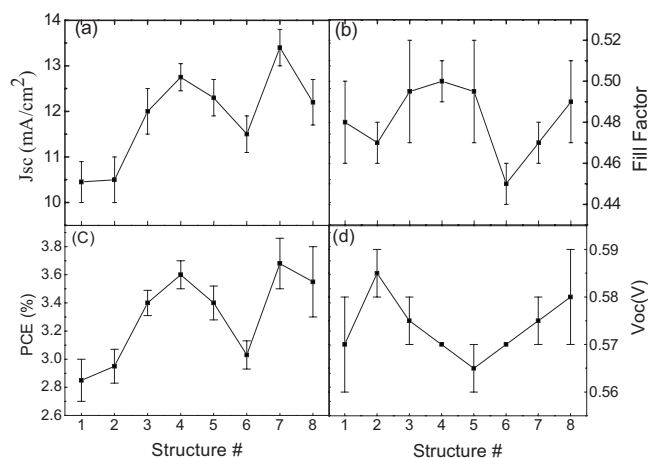 (a)
14
13
12
11
10
Jsc (mA/cm²)
(b)
0.52
0.50
0.48
0.46
0.44
Fill Factor
(C)
3.8
3.6
3.4
3.2
3.0
2.8
2.6
PCE (%)
1 2 3 4 5 6 7 8
Structure #
(d)
0.59
0.58
0.57
0.56
Voc(V)
1 2 3 4 5 6 7 8
Structure #